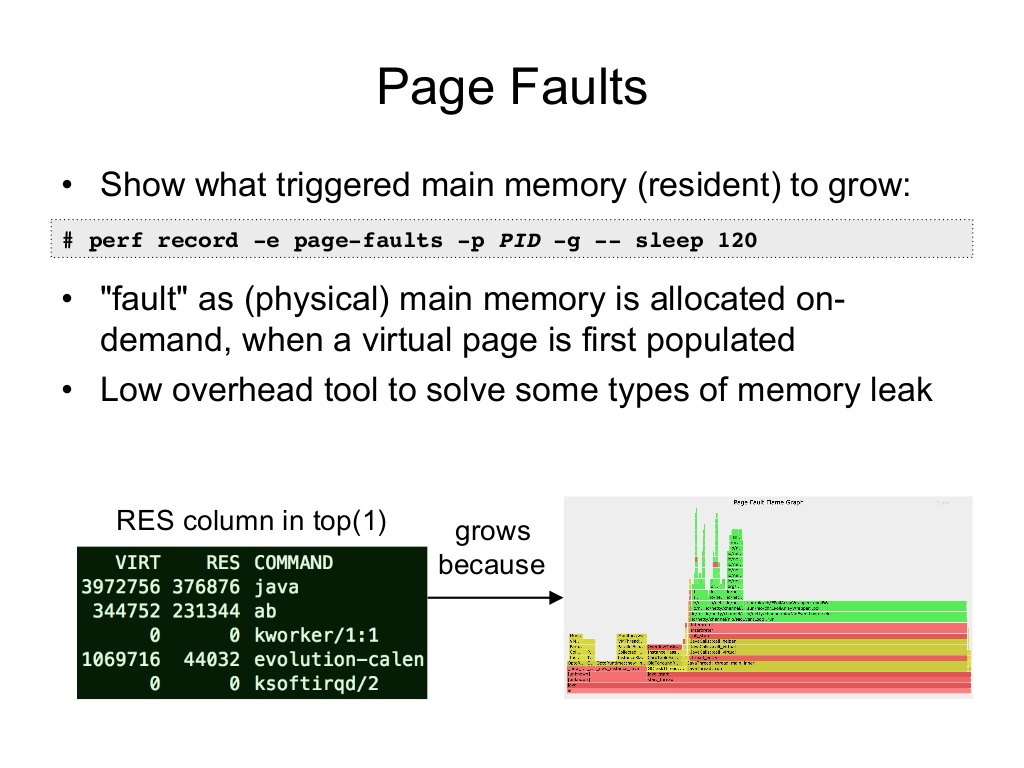 Page Faults
• Show what triggered main memory (resident) to grow:
# perf record -e page-faults -p PID -g -- sleep 120
• "fault" as (physical) main memory is allocated on-
demand, when a virtual page is first populated
• Low overhead tool to solve some types of memory leak
RES column in top(1)
VIRT RES COMMAND
3972756 376876 java
344752 231344 ab
0 0 kworker/1:1
1069716 44032 evolution-calen
0 0 ksoftirqd/2
grows
because
Page Fault Flame Graph